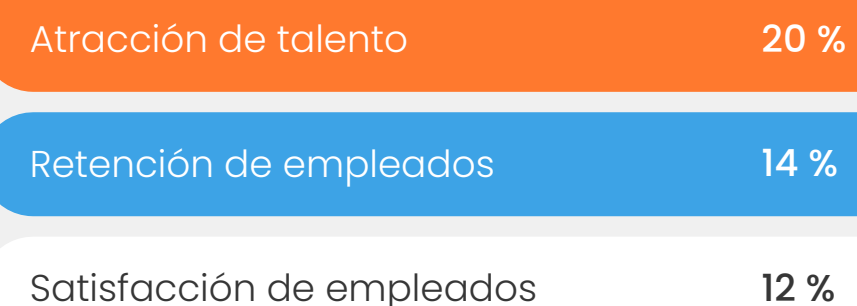 Atracción de talento 20 %
Retención de empleados 14 %
Satisfacción de empleados 12 %